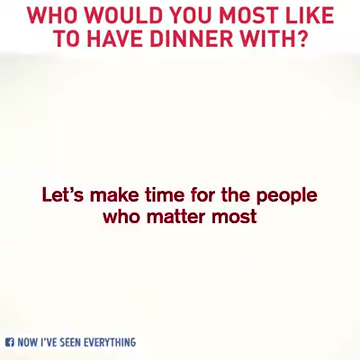 WHO WOULD YOU MOST LIKE
TO HAVE DINNER WITH?
Let's make time for the people
who matter most
NOW I'VE SEEN EVERYTHING